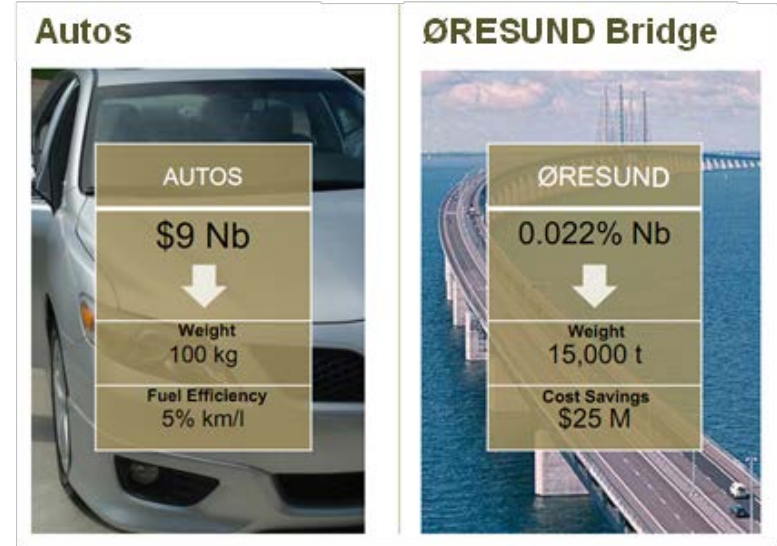 Autos
AUTOS
$9 Nb
Weight
100 kg
Fuel Efficiency
5% km/l
ØRESUND Bridge
ØRESUND
0.022% Nb
Weight
15,000 t
Cost Savings
$25 M